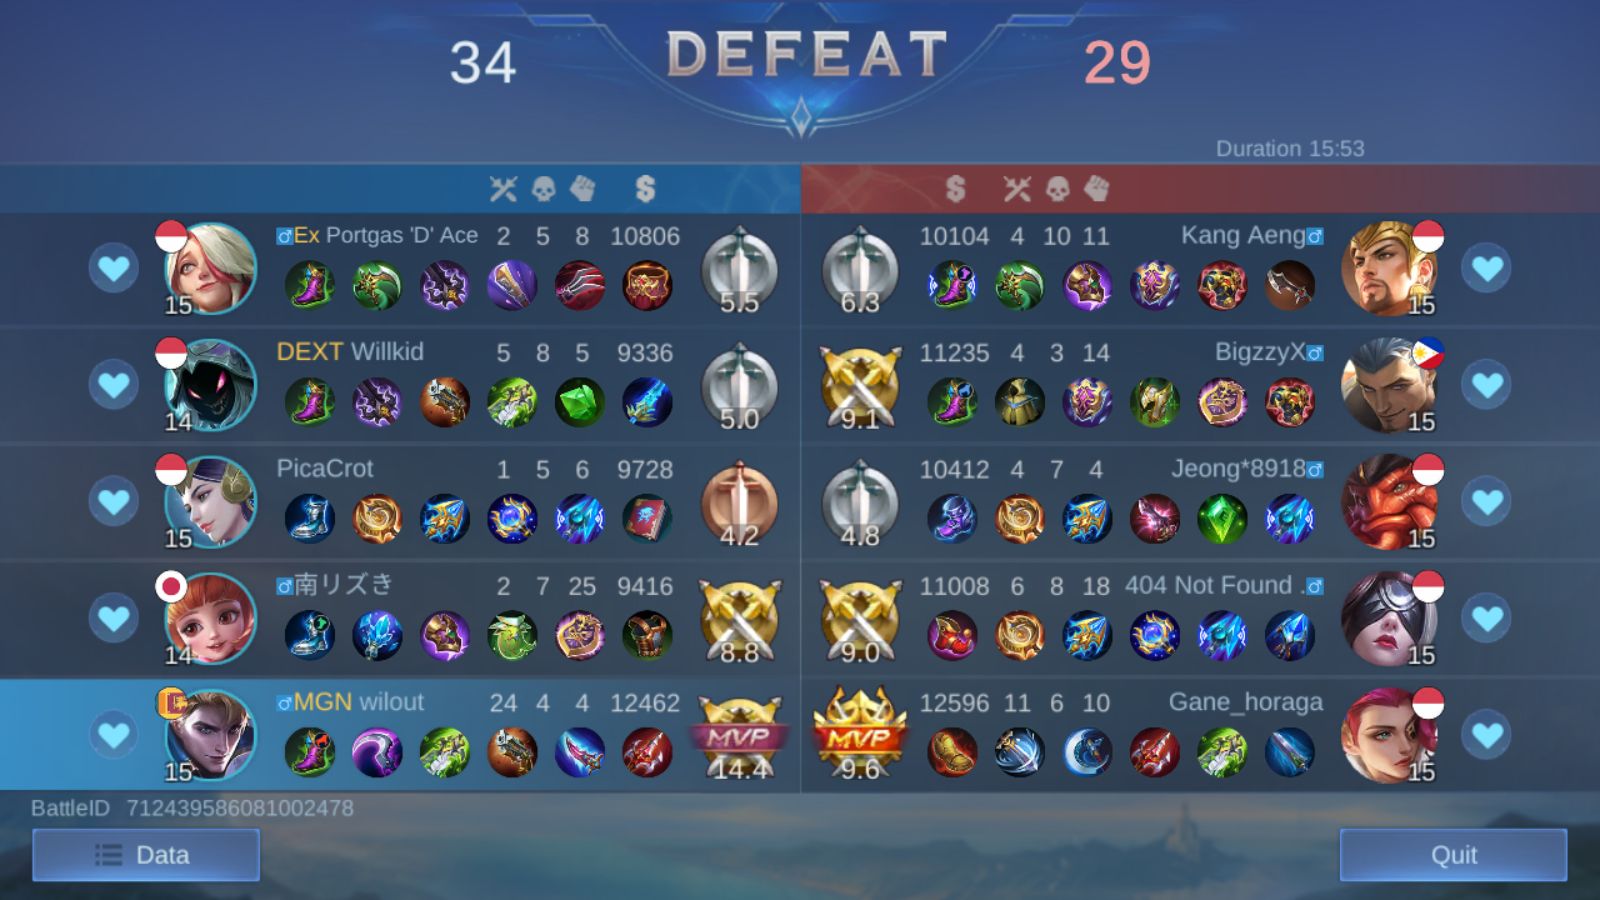 34 DEFEAT 29
Duration 15:53
Ex Portgas 'D' Ace 2 5 8 10806
15 5.5
10104 4 10 11 Kang Aeng
6.3 15
DEXT Willkid 5 8 5 9336
14 5.0
11235 4 3 14 BigzzyX
9.1 15
PicaCrot 1 5 6 9728
15 4.2
10412 4 7 4 Jeong*8918
4.8 15
南リズき 2 7 25 9416
14 8.8
11008 6 8 18 404 Not Found .
9.0 15
MGN wilout 24 4 4 12462
MVP
15 14.4
12596 11 6 10 Gane_horaga
MVP
9.6 15
BattleID 712439586081002478
Data
Quit